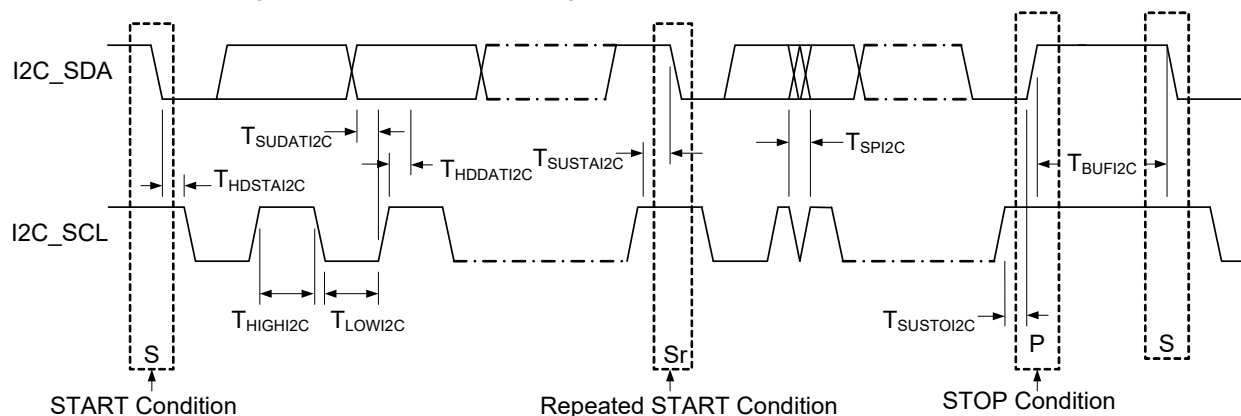 I2C_SDA
T_SUDATI2C
T_HDDATI2C
T_SUSTAI2C
T_SPI2C
T_BUFI2C
T_HDSTAI2C
I2C_SCL
T_HIGHI2C
T_LOWI2C
T_SUSTOI2C
S
Sr
P
S
START Condition
Repeated START Condition
STOP Condition